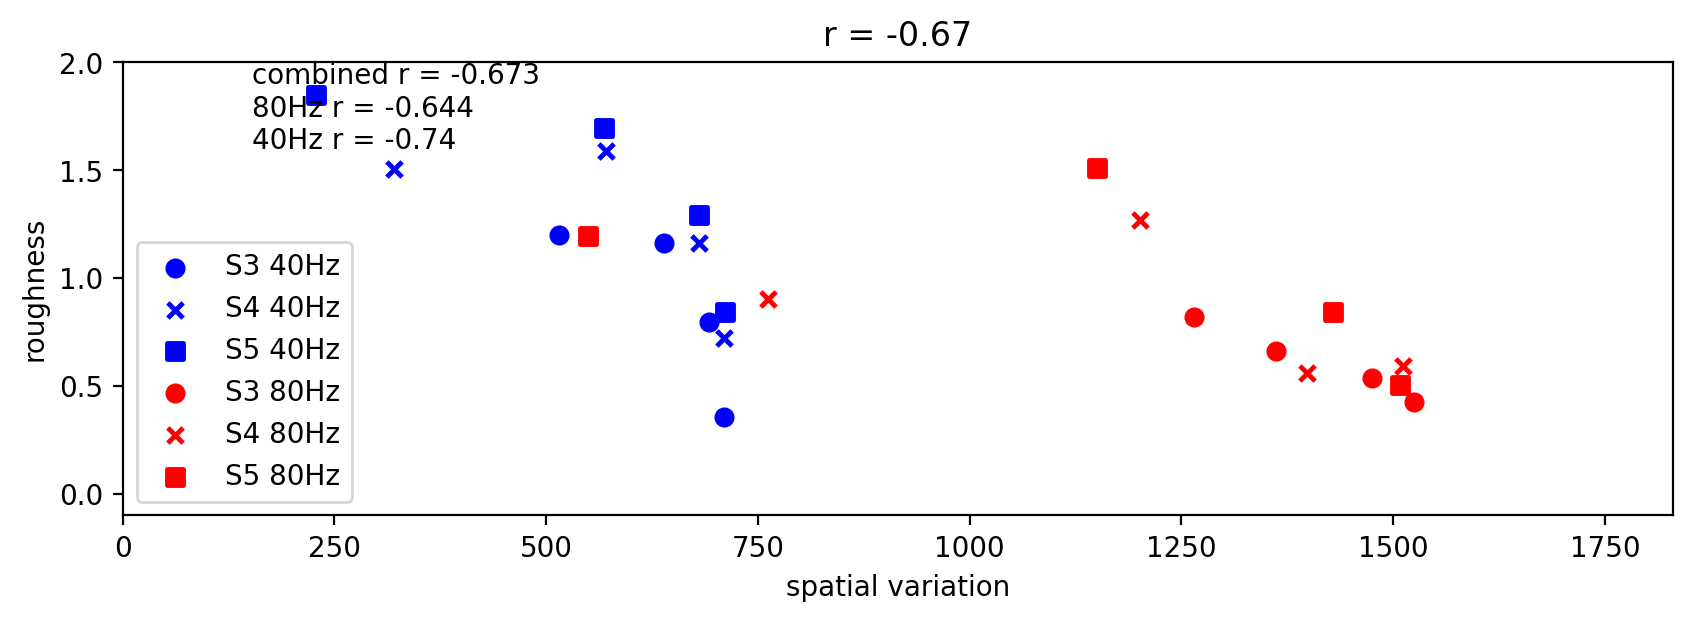 r = -0.67
combined r = -0.673
80Hz r = -0.644
40Hz r = -0.74
2.0
1.5
1.0
0.5
0.0
roughness
S3 40Hz
S4 40Hz
S5 40Hz
S3 80Hz
S4 80Hz
S5 80Hz
0 250 500 750 1000 1250 1500 1750
spatial variation